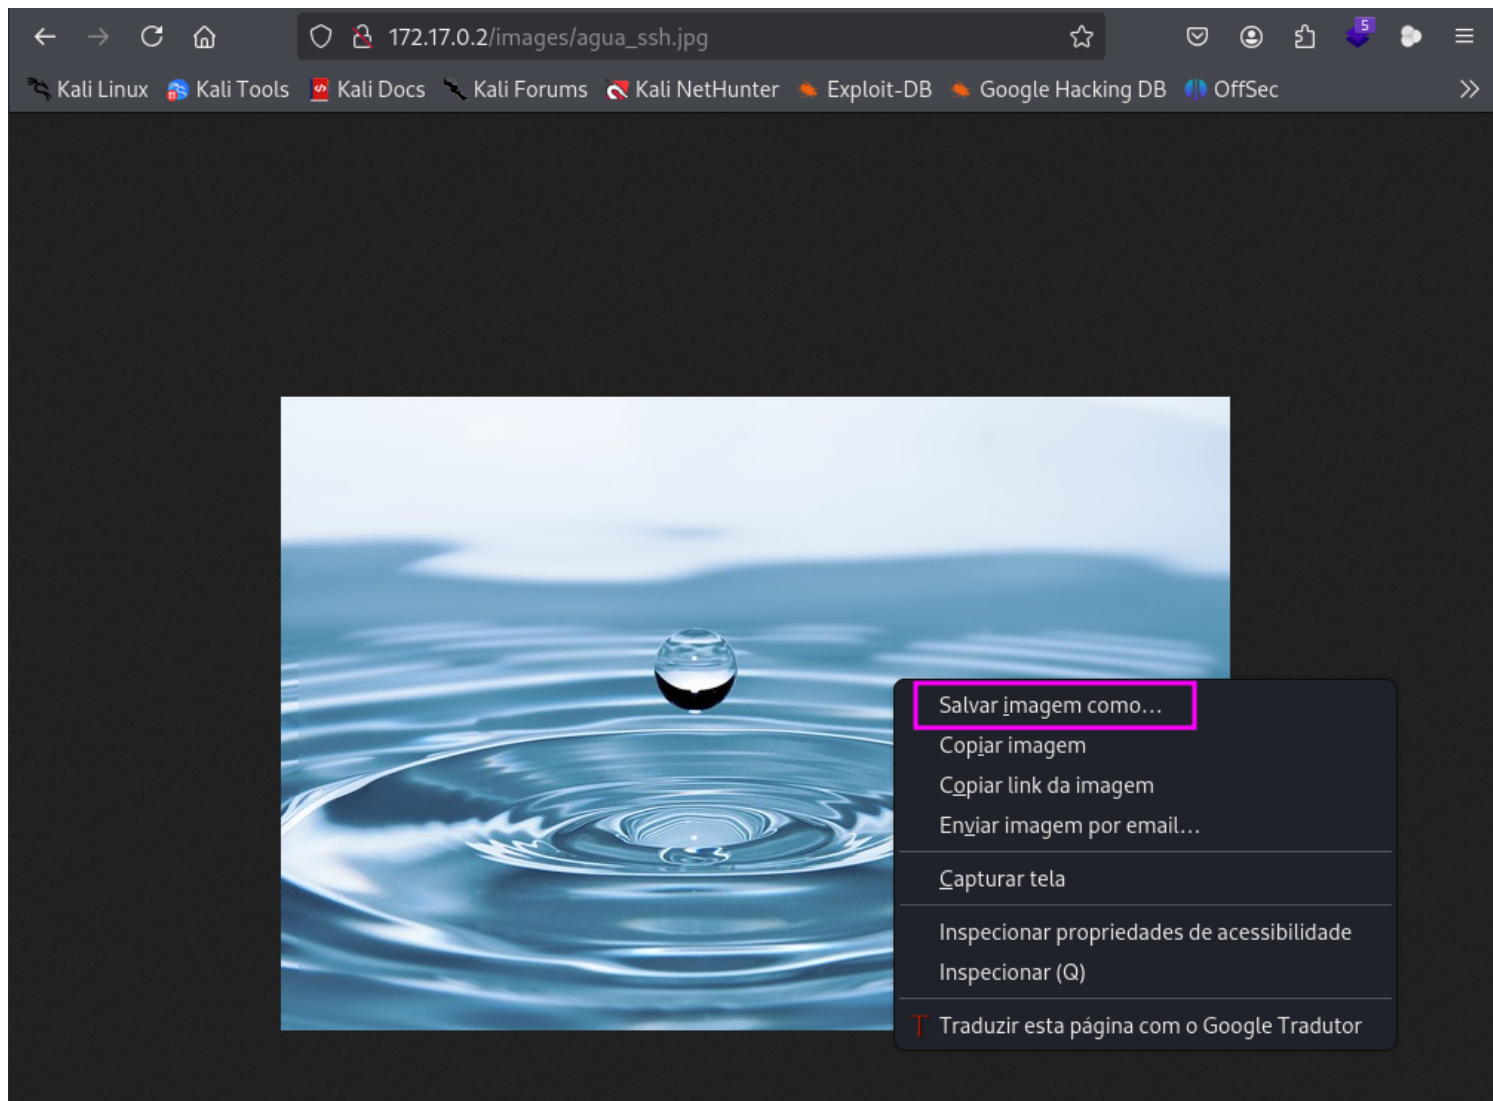 172.17.0.2/images/agua_ssh.jpg
5
Kali Linux Kali Tools Kali Docs Kali Forums Kali NetHunter Exploit-DB Google Hacking DB OffSec
Salvar imagem como...
Copiar imagem
Copiar link da imagem
Enviar imagem por email...
Capturar tela
Inspecionar propriedades de acessibilidade
Inspecionar (Q)
T Traduzir esta página com o Google Tradutor